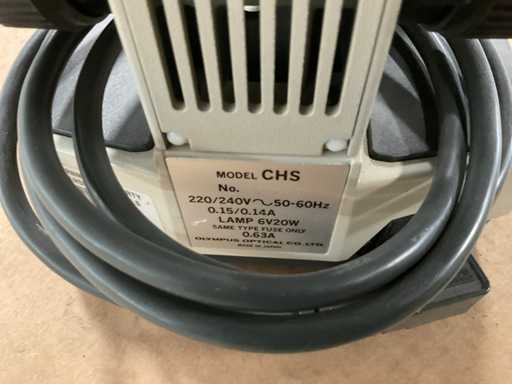 MODEL CHS
No.
220/240V~50-60Hz
0.15/0.14A
LAMP 6V20W
SAME TYPE FUSE ONLY
0.63A
OLYMPUS OPTICAL CO., LTD.
MADE IN JAPAN